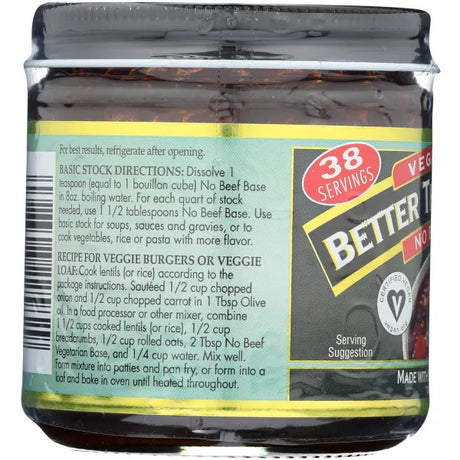 For best results, refrigerate after opening.
BASIC STOCK DIRECTIONS: Dissolve 1
teaspoon (equal to 1 bouillon cube) No Beef Base
in 8oz. boiling water. For each quart of stock
needed, use 1 1/2 tablespoons No Beef Base. Use
basic stock for soups, sauces and gravies, or to
cook vegetables, rice or pasta with more flavor.
RECIPE FOR VEGGIE BURGERS OR VEGGIE
LOAF: Cook lentils (or rice) according to the
package instructions. Sautéed 1/2 cup chopped
onion and 1/2 cup chopped carrot in 1 Tbsp Olive
oil. In a food processor or other mixer, combine
1 1/2 cups cooked lentils [or rice], 1/2 cup
breadcrumbs, 1/2 cup rolled oats, 2 Tbsp No Beef
Vegetarian Base, and 1/4 cup water. Mix well.
form mixture into patties and pan fry, or form into a
loaf and bake in oven until heated throughout.
38
SERVINGS
VEG
BETTER T
NO B
CERTIFIED VEGAN
VEGAN.ORG
Serving
Suggestion
MADE WITH